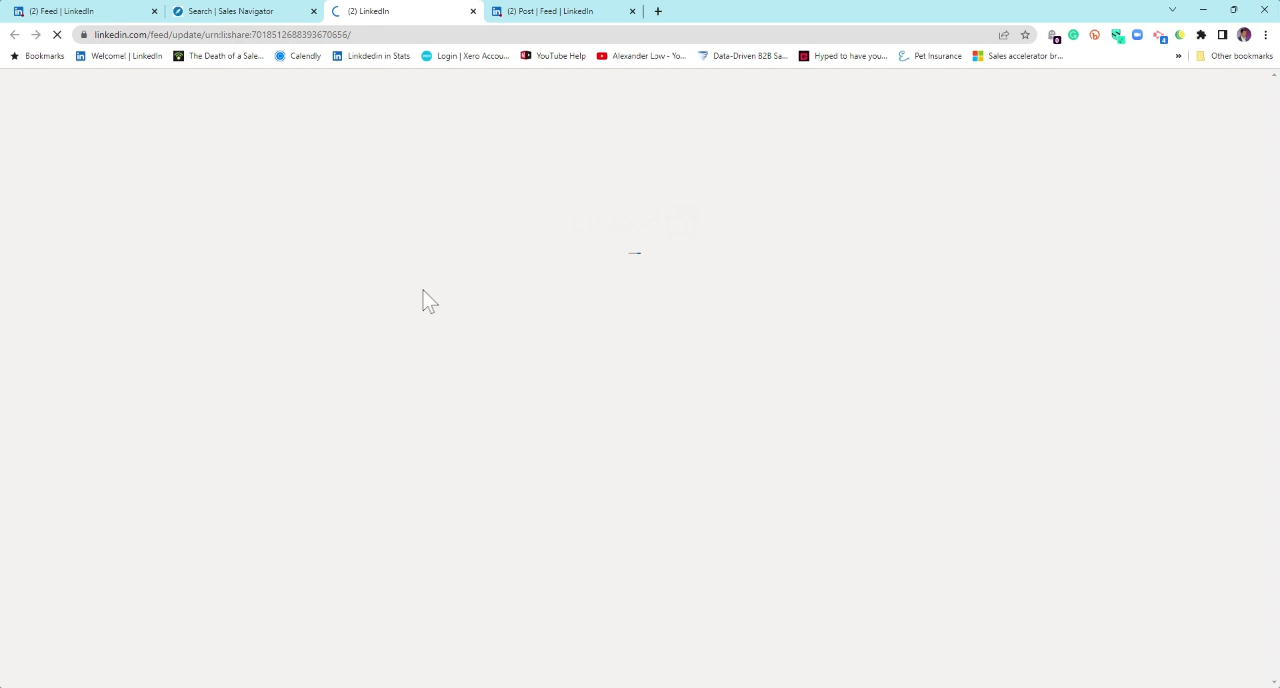 (2) Feed | LinkedIn
Search | Sales Navigator
(2) LinkedIn
(2) Post | Feed | LinkedIn
linkedin.com/feed/update/urn:li:share:7018512688393670656/
Bookmarks
Welcome! | LinkedIn
The Death of a Sale...
Calendly
Linkdedin in Stats
Login | Xero Accou...
YouTube Help
Alexander Low - Yo...
Data-Driven B2B Sa...
Hyped to have you...
Pet Insurance
Sales accelerator br...
Other bookmarks